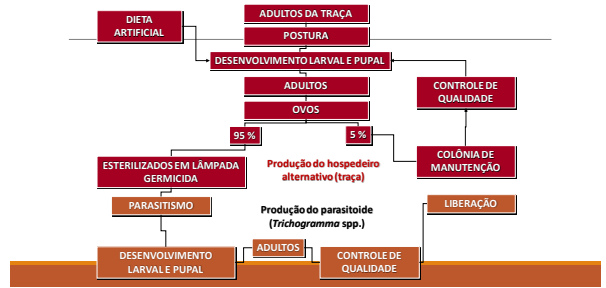 ADULTOS DA TRAÇA
DIETA
ARTIFICIAL
POSTURA
DESENVOLVIMENTO LARVAL E PUPAL
ADULTOS
CONTROLE DE
QUALIDADE
OVOS
95 %
5 %
ESTERILIZADOS EM LÂMPADA
GERMICIDA
Produção do hospedeiro
alternativo (traça)
COLÔNIA DE
MANUTENÇÃO
PARASITISMO
Produção do parasitoide
(Trichogramma spp.)
LIBERAÇÃO
DESENVOLVIMENTO
LARVAL E PUPAL
ADULTOS
CONTROLE DE
QUALIDADE